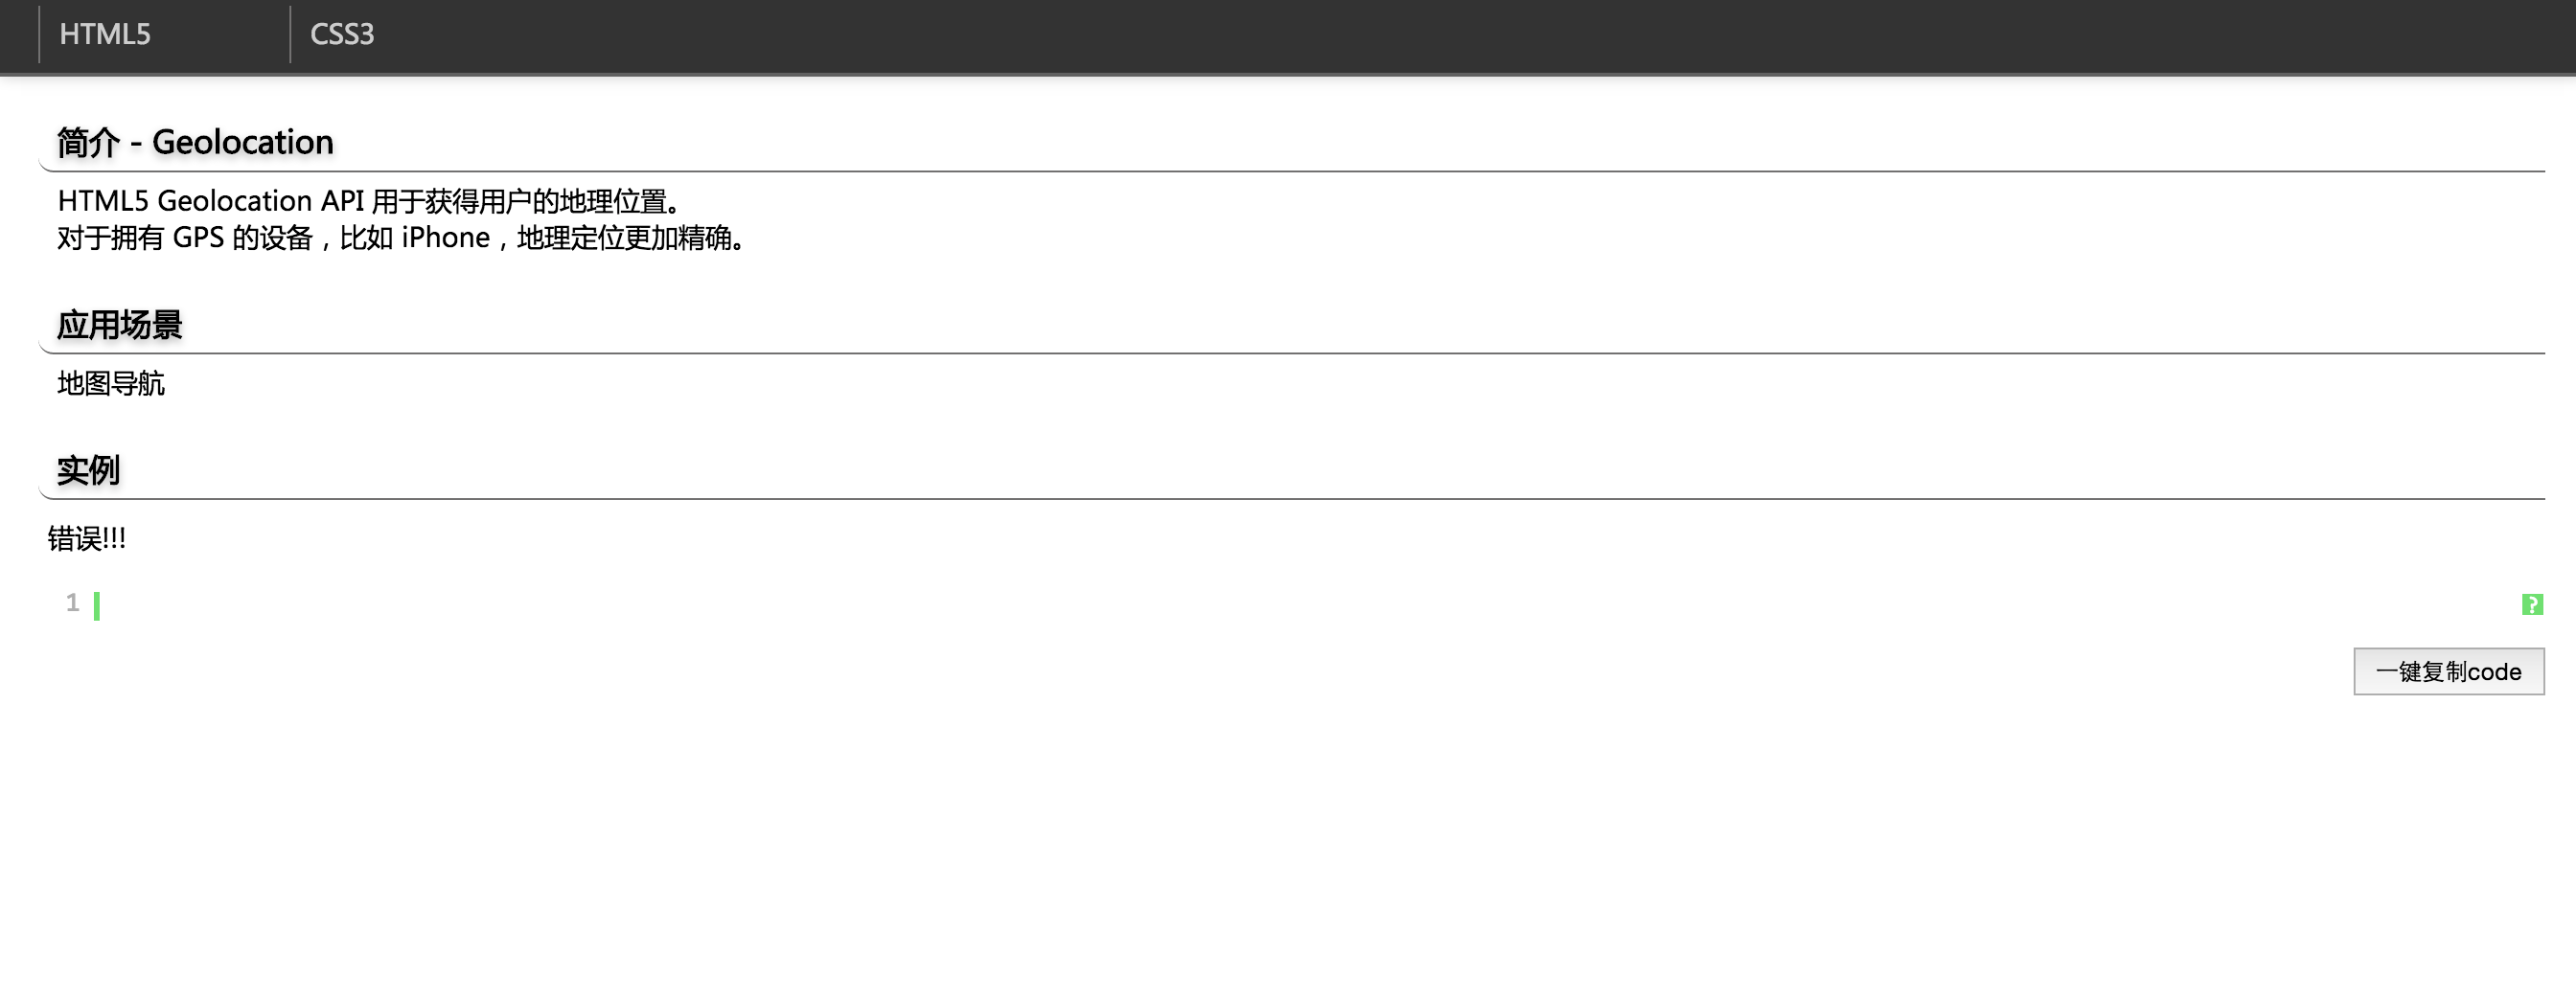 HTML5 CSS3
简介 - Geolocation
HTML5 Geolocation API 用于获得用户的地理位置。
对于拥有 GPS 的设备，比如 iPhone，地理定位更加精确。
应用场景
地图导航
实例
错误!!!
1 ?
一键复制code